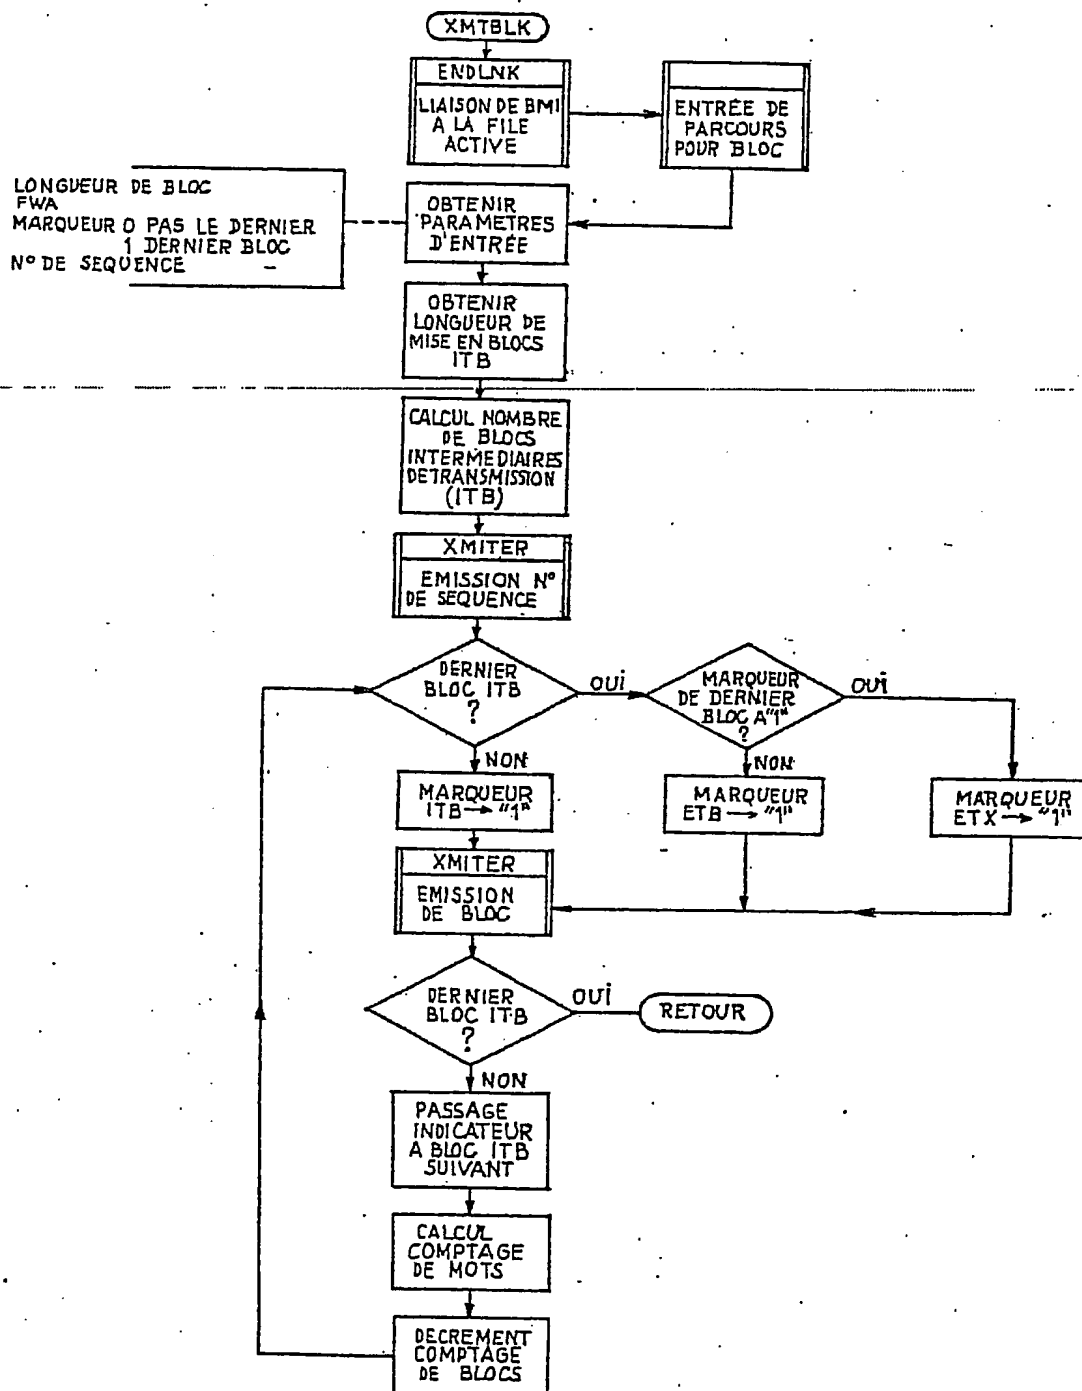 XMTBLK
ENDLNK
LIAISON DE BM1
A LA FILE
ACTIVE
ENTRÉE DE
PARCOURS
POUR BLOC
LONGUEUR DE BLOC
FWA
MARQUEUR 0 PAS LE DERNIER
1 DERNIER BLOC
N° DE SEQUENCE
OBTENIR
PARAMETRES
D'ENTRÉE
OBTENIR
LONGUEUR DE
MISE EN BLOCS
ITB
CALCUL NOMBRE
DE BLOCS
INTERMEDIAIRES
DE TRANSMISSION
(ITB)
XMITER
EMISSION N°
DE SEQUENCE
DERNIER
BLOC ITB
?
OUI
MARQUEUR
DE DERNIER
BLOC A "1"
?
OUI
NON
NON
MARQUEUR
ITB → "1"
MARQUEUR
ETB → "1"
MARQUEUR
ETX → "1"
XMITER
EMISSION
DE BLOC
DERNIER
BLOC ITB
?
OUI
RETOUR
NON
PASSAGE
INDICATEUR
A BLOC ITB
SUIVANT
CALCUL
COMPTAGE
DE MOTS
DECREMENT
COMPTAGE
DE BLOCS